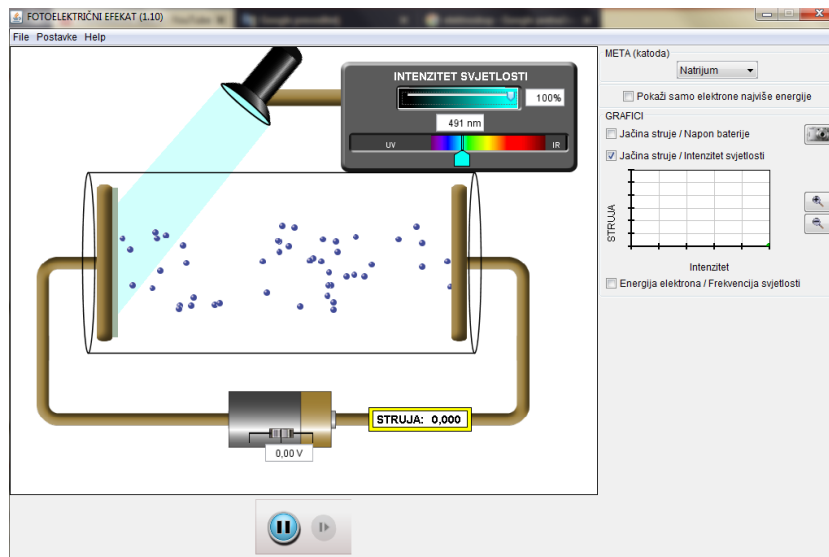 FOTOELEKTRIČNI EFEKAT (1.10)
File Postavke Help
INTENZITET SVJETLOSTI
100%
491 nm
UV
IR
STRUJA: 0,000
0,00 V
META (katoda)
Natrijum
Pokaži samo elektrone najviše energije
GRAFICI
Jačina struje / Napon baterije
Jačina struje / Intenzitet svjetlosti
STRUJA
Intenzitet
Energija elektrona / Frekvencija svjetlosti